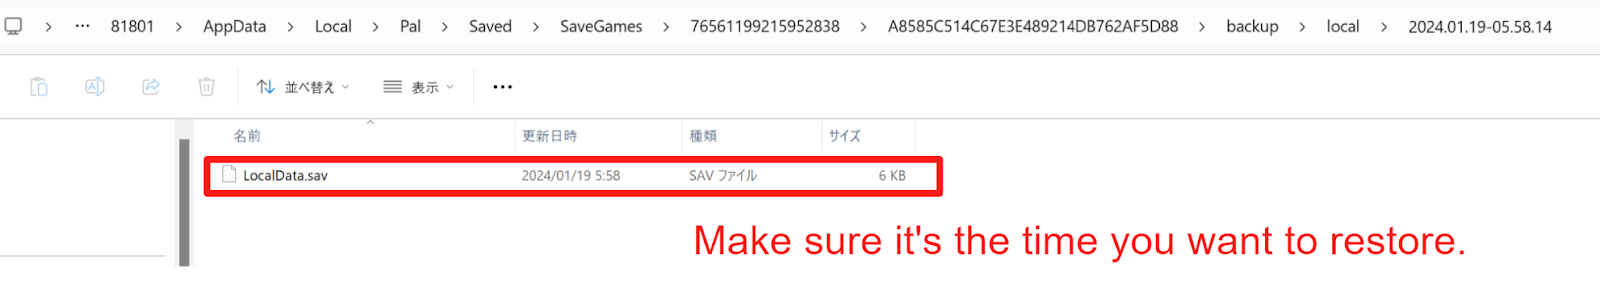 ··· 81801 > AppData > Local > Pal > Saved > SaveGames > 76561199215952838 > A8585C514C67E3E489214DB762AF5D88 > backup > local > 2024.01.19-05.58.14
並べ替え 表示 ···
名前 更新日時 種類 サイズ
LocalData.sav 2024/01/19 5:58 SAV ファイル 6 KB
Make sure it's the time you want to restore.